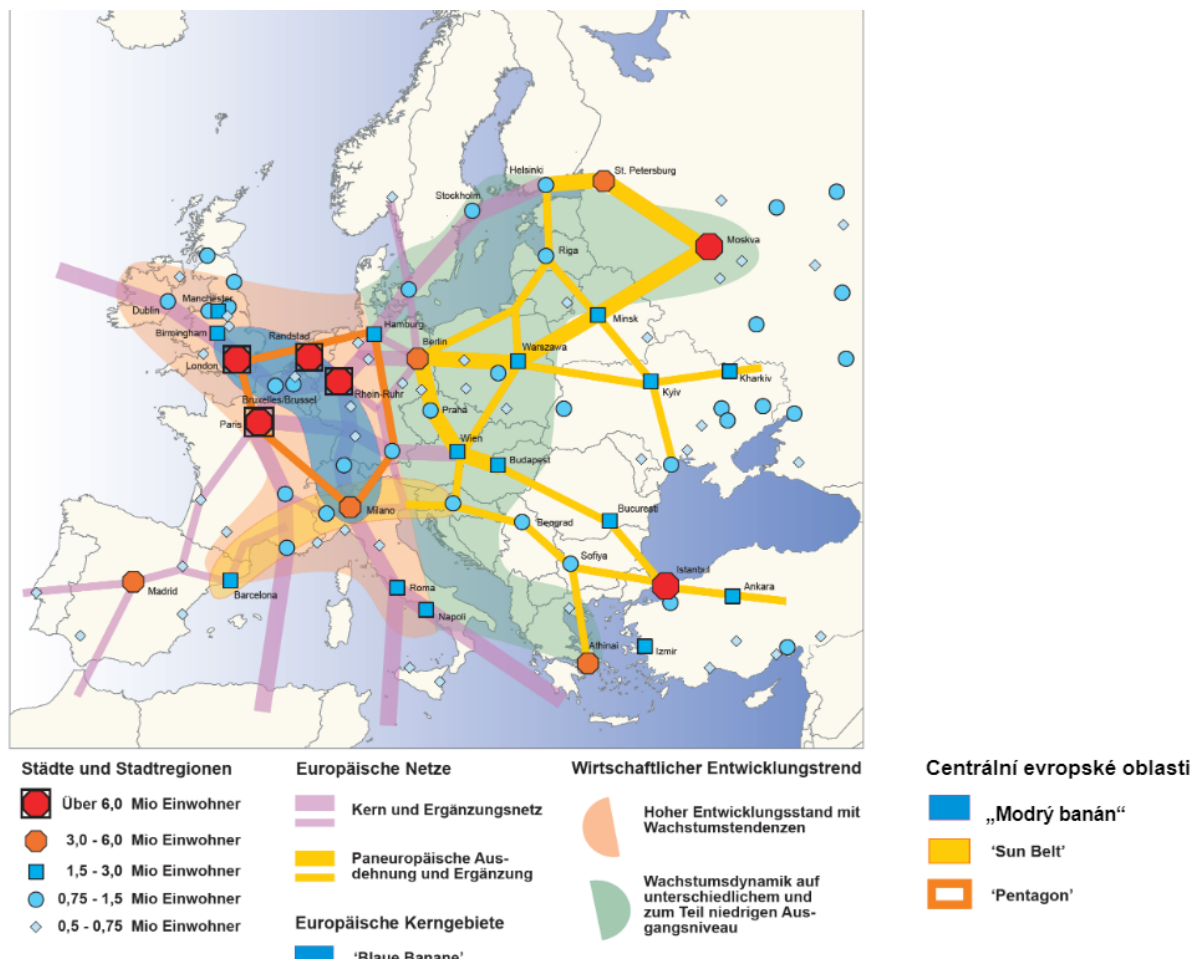 Helsinki
St. Petersburg
Stockholm
Moskva
Riga
Dublin
Manchester
Birmingham
Hamburg
Minsk
Randstad
Berlin
London
Warszawa
Rhein-Ruhr
Kharkiv
Kyiv
Bruxelles/Brussel
Praha
Paris
Wien
Budapest
Milano
Bucuresti
Beograd
Sofiya
Istanbul
Madrid
Barcelona
Roma
Ankara
Napoli
Athinai
Izmir
Städte und Stadtregionen
Über 6,0 Mio Einwohner
3,0 - 6,0 Mio Einwohner
1,5 - 3,0 Mio Einwohner
0,75 - 1,5 Mio Einwohner
0,5 - 0,75 Mio Einwohner
Europäische Netze
Kern und Ergänzungsnetz
Paneuropäische Aus-
dehnung und Ergänzung
Europäische Kerngebiete
'Blaue Banane'
Wirtschaftlicher Entwicklungstrend
Hoher Entwicklungsstand mit
Wachstumstendenzen
Wachstumsdynamik auf
unterschiedlichem und
zum Teil niedrigen Aus-
gangsniveau
Centrální evropské oblasti
„Modrý banán“
'Sun Belt'
'Pentagon'